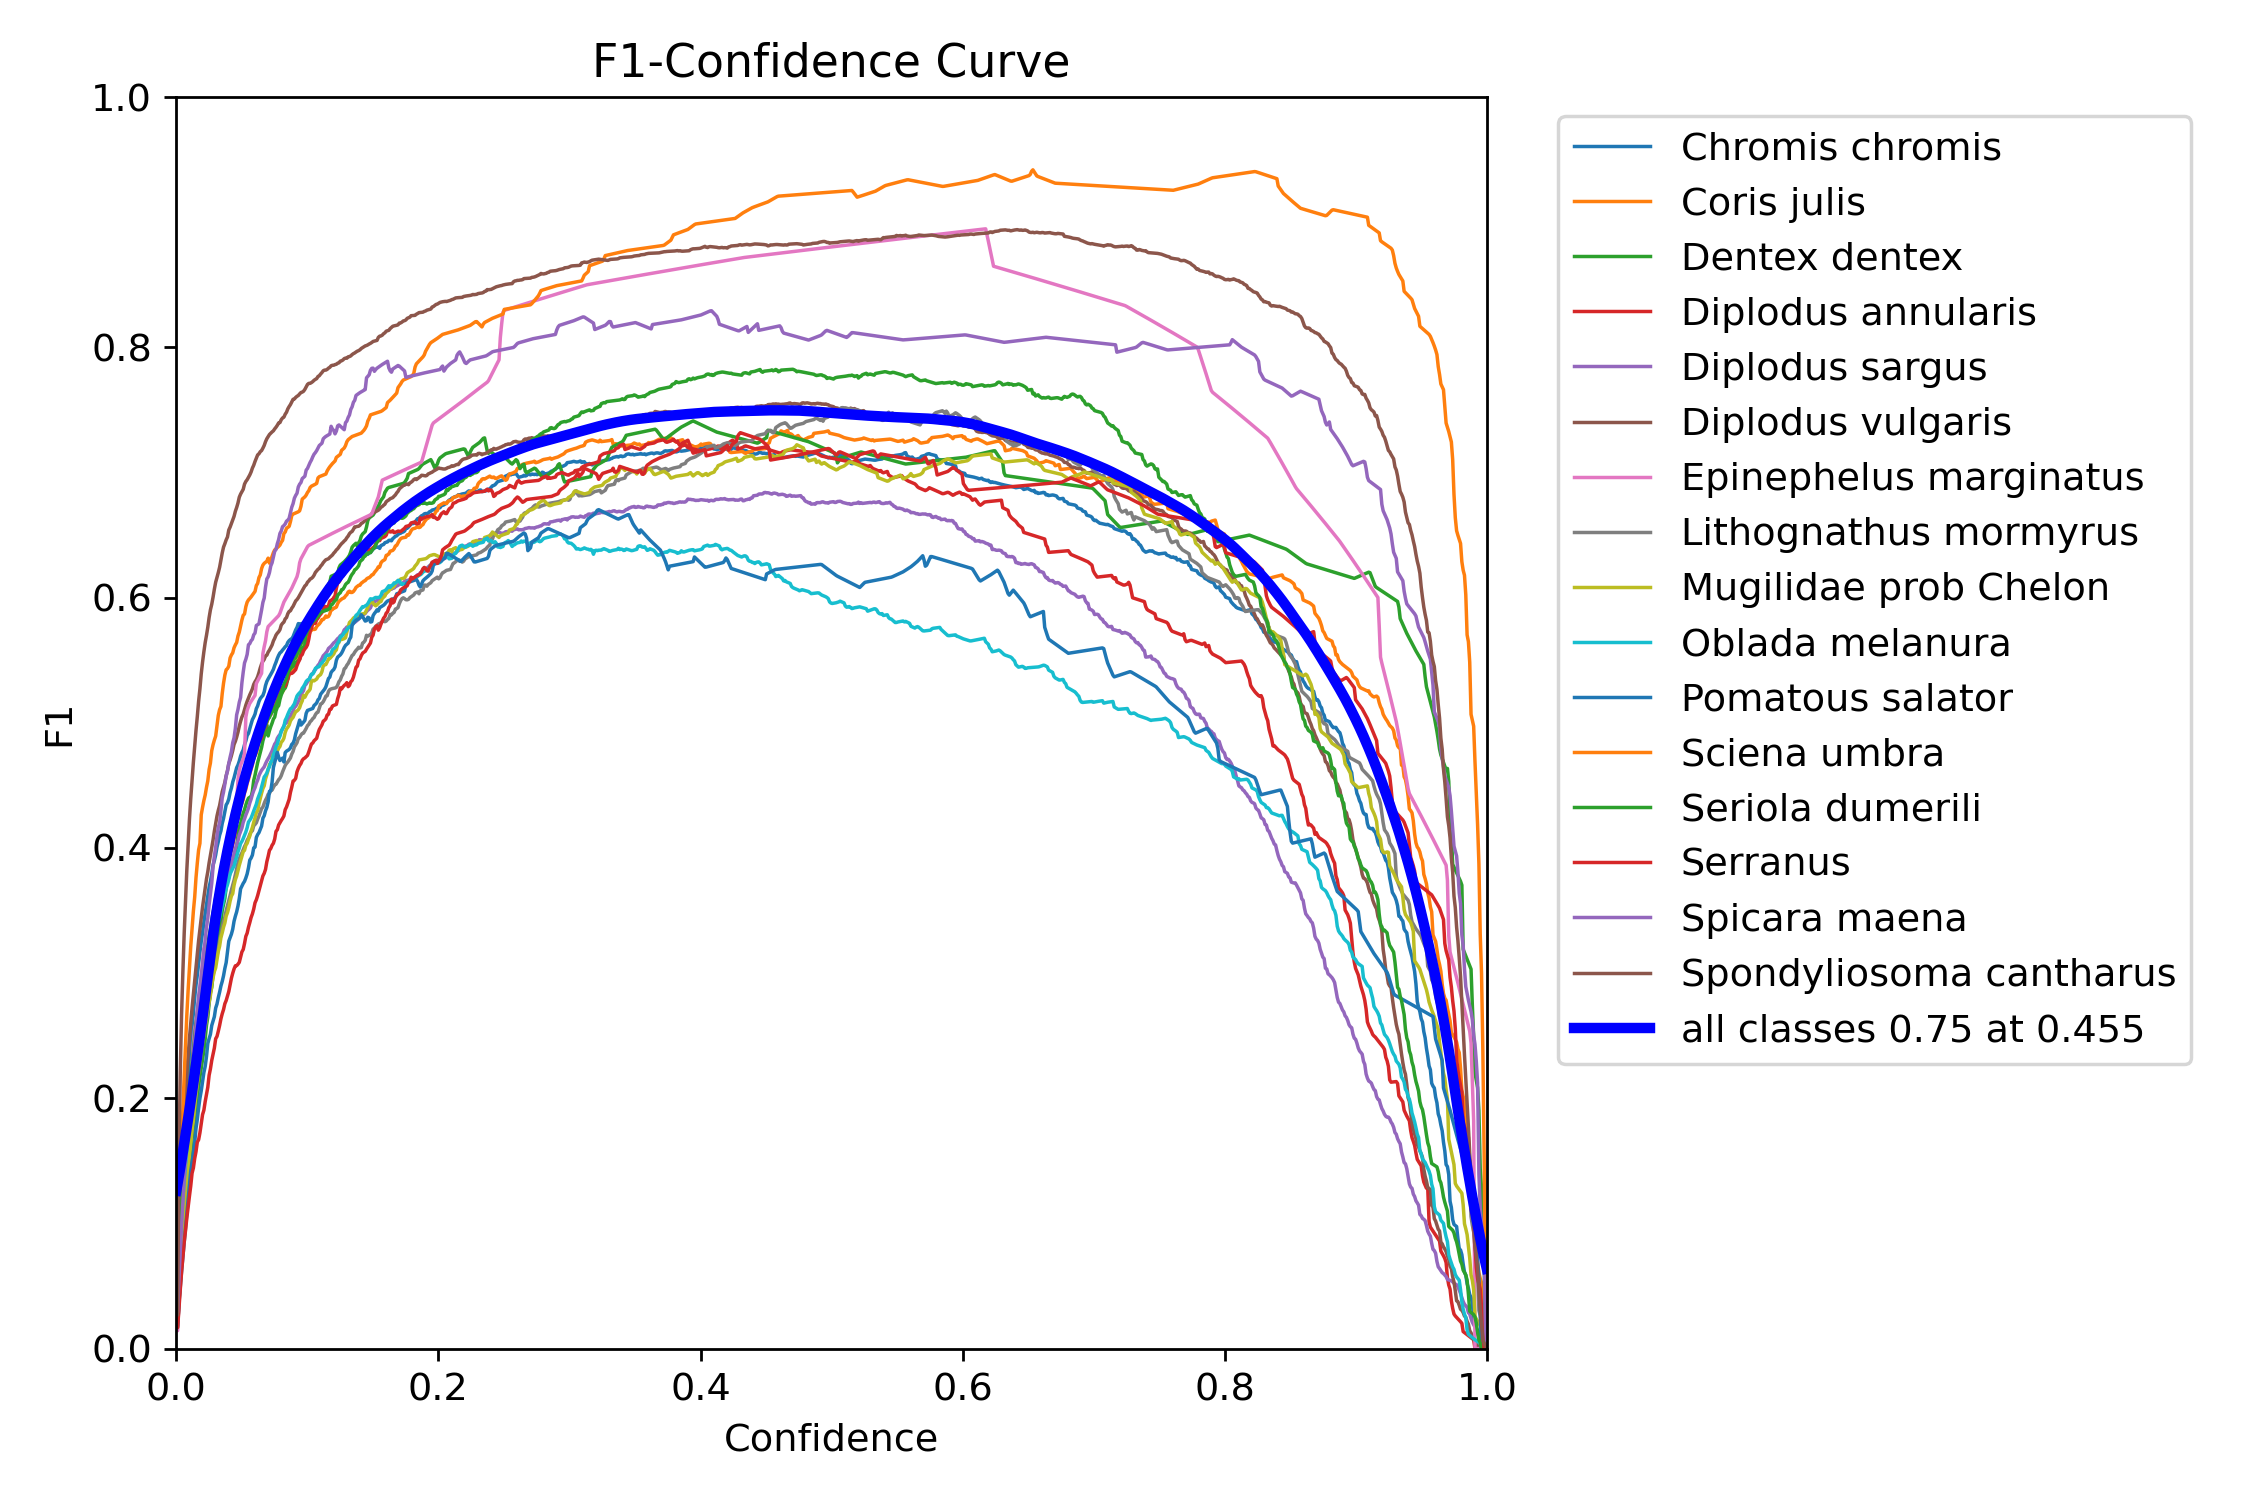 F1-Confidence Curve
1.0
0.8
0.6
0.4
0.2
0.0
F1
0.0 0.2 0.4 0.6 0.8 1.0
Confidence
Chromis chromis
Coris julis
Dentex dentex
Diplodus annularis
Diplodus sargus
Diplodus vulgaris
Epinephelus marginatus
Lithognathus mormyrus
Mugilidae prob Chelon
Oblada melanura
Pomatous salator
Sciena umbra
Seriola dumerili
Serranus
Spicara maena
Spondyliosoma cantharus
all classes 0.75 at 0.455